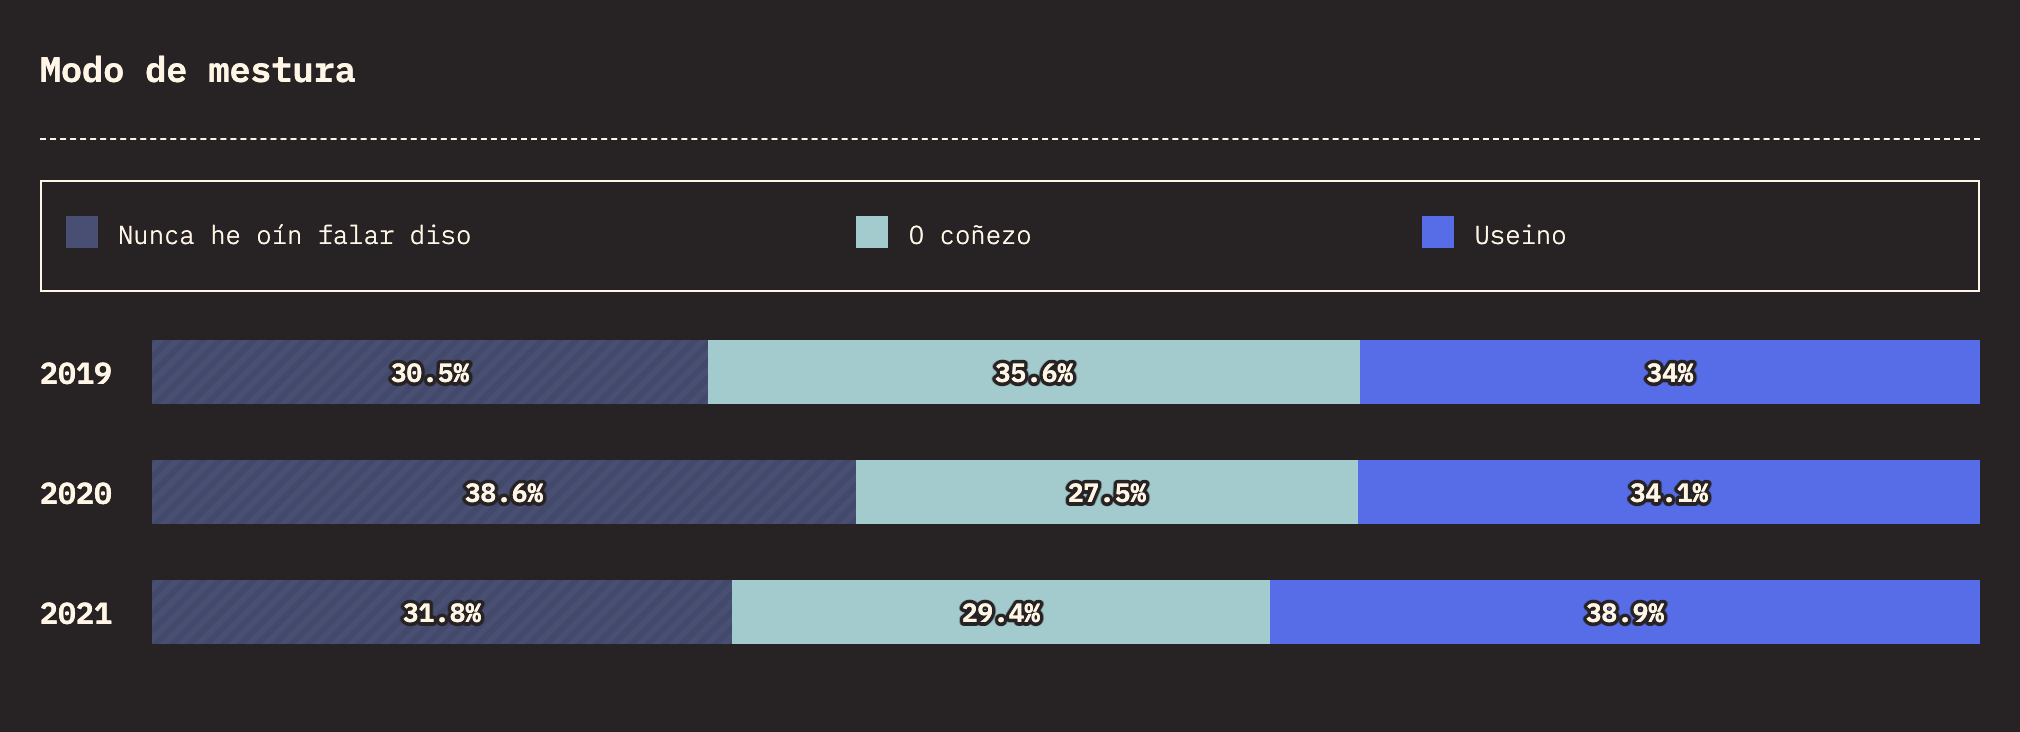 Modo de mestura
Nunca he oín falar diso O coñezo Useino
2019 30.5% 35.6% 34%
2020 38.6% 27.5% 34.1%
2021 31.8% 29.4% 38.9%